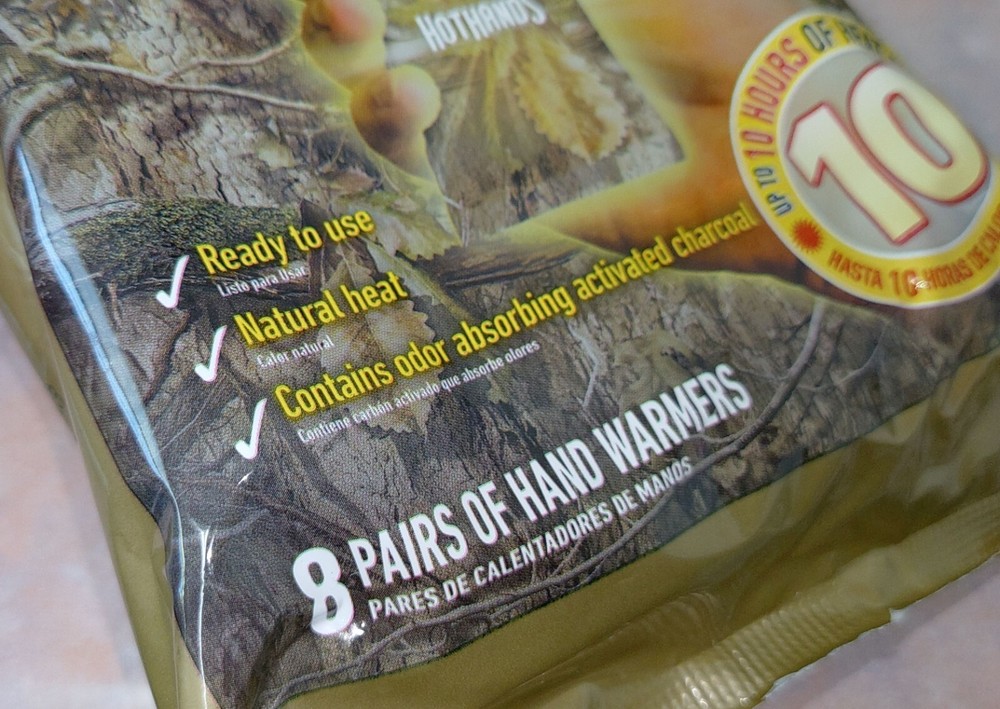 HOTHANDS
UP TO 10 HOURS OF
10
HASTA 10 HORAS DE
Ready to use
Listo para Usar
Natural heat
Calor natural
Contains odor absorbing activated charcoal
Contiene carbón activado que absorbe olores
8 PAIRS OF HAND WARMERS
PARES DE CALENTADORES DE MANOS